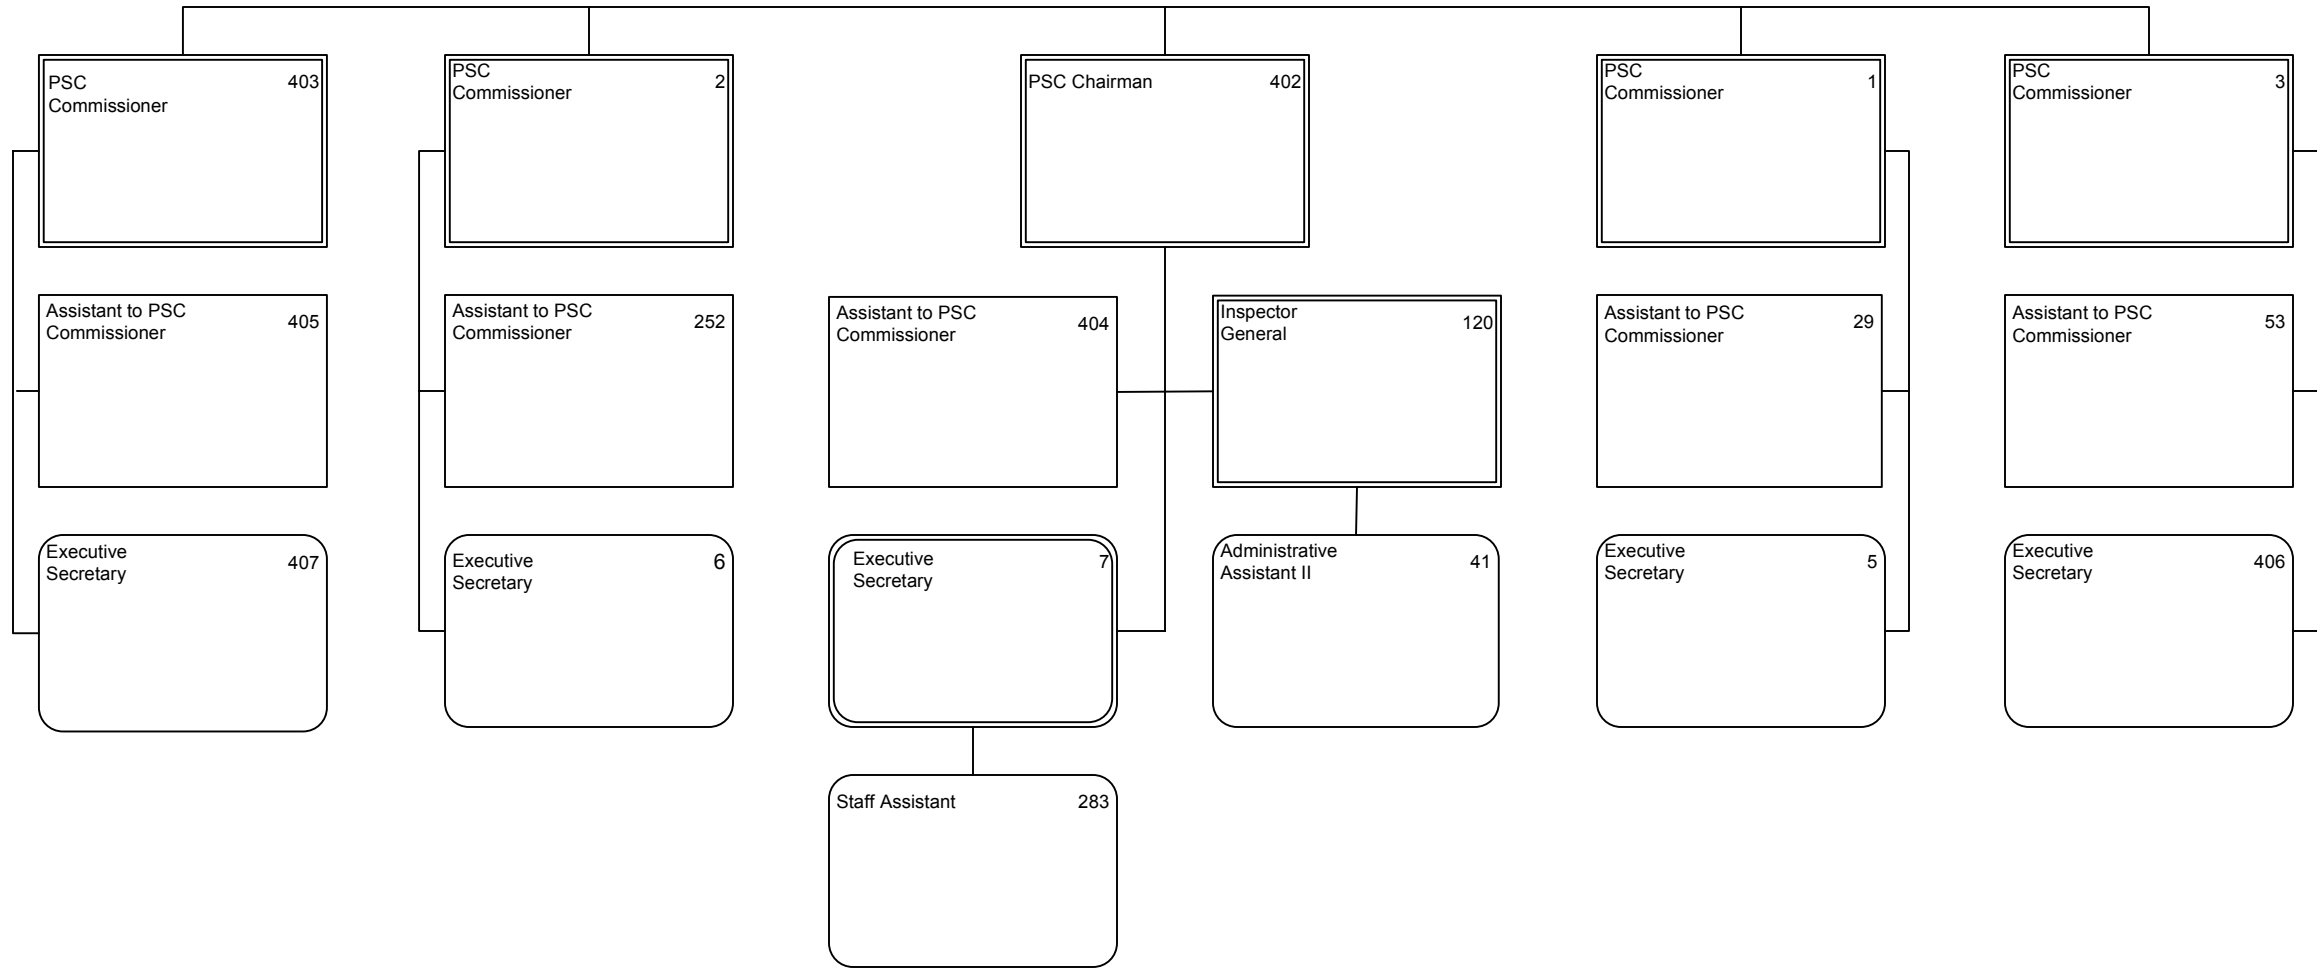 PSC
Commissioner
403
PSC
Commissioner
2
PSC Chairman
402
PSC
Commissioner
1
PSC
Commissioner
3
Assistant to PSC
Commissioner
405
Assistant to PSC
Commissioner
252
Assistant to PSC
Commissioner
404
Inspector
General
120
Assistant to PSC
Commissioner
29
Assistant to PSC
Commissioner
53
Executive
Secretary
407
Executive
Secretary
6
Executive
Secretary
7
Administrative
Assistant II
41
Executive
Secretary
5
Executive
Secretary
406
Staff Assistant
283